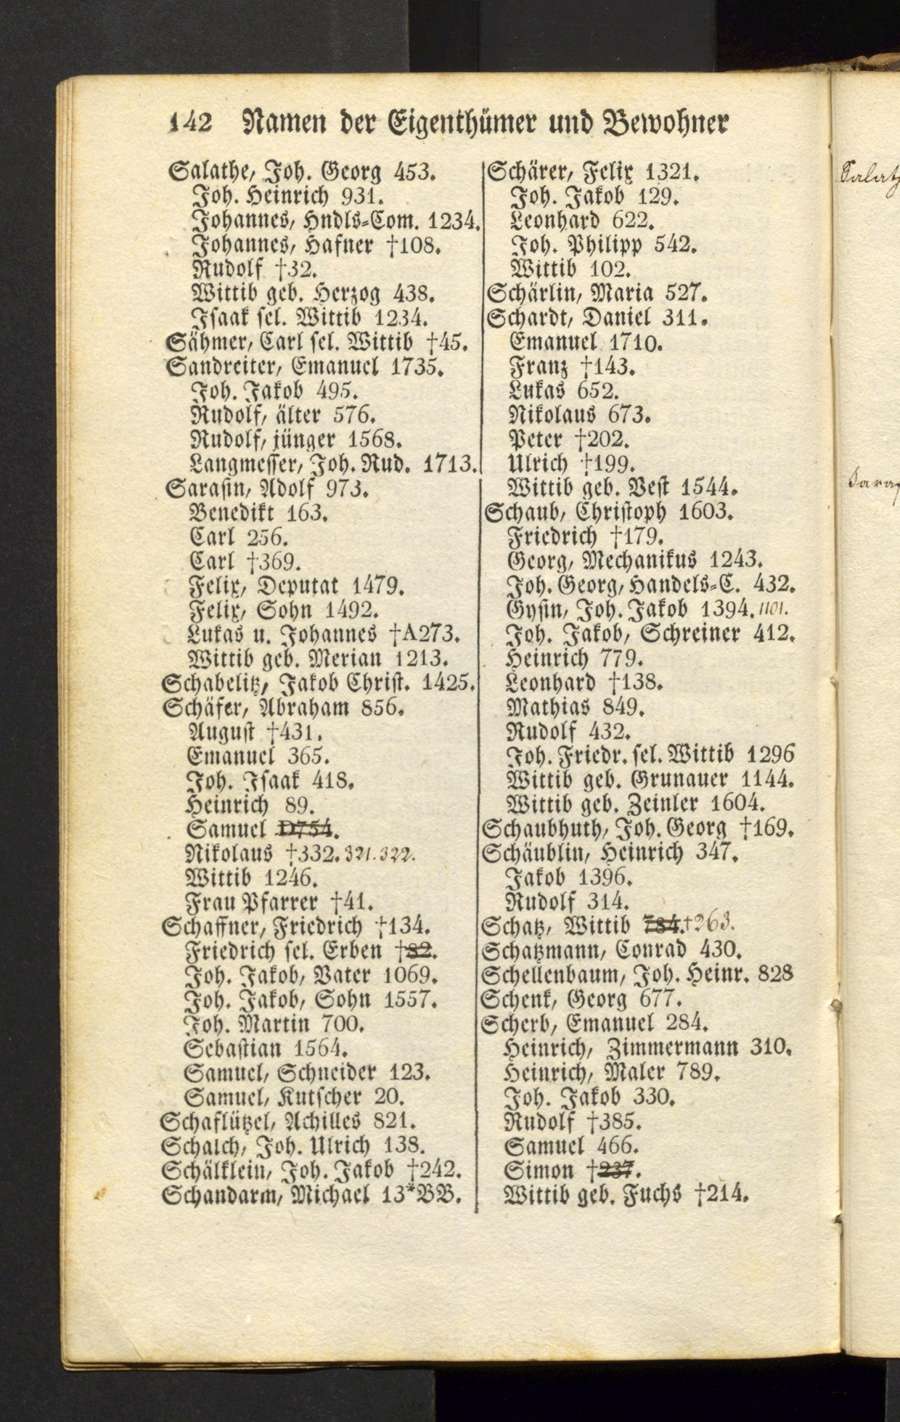 142 Namen der Eigenthümer und Bewohner
Salathe, Joh. Georg 453.
Joh. Heinrich 931.
Johannes, Hndls-Com. 1234.
Johannes, Hafner †108.
Rudolf †32.
Wittib geb. Herzog 438.
Isaak sel. Wittib 1234.
Sähmer, Carl sel. Wittib †45.
Sandreiter, Emanuel 1735.
Joh. Jakob 495.
Rudolf, älter 576.
Rudolf, jünger 1568.
Langmesser, Joh. Rud. 1713.
Sarasin, Adolf 973.
Benedikt 163.
Carl 256.
Carl †369.
Felix, Deputat 1479.
Felix, Sohn 1492.
Lukas u. Johannes †A273.
Wittib geb. Merian 1213.
Schabelitz, Jakob Christ. 1425.
Schäfer, Abraham 856.
August †431.
Emanuel 365.
Joh. Isaak 418.
Heinrich 89.
Samuel D754.
Nikolaus †332. 321. 322.
Wittib 1246.
Frau Pfarrer †41.
Schaffner, Friedrich †134.
Friedrich sel. Erben †82.
Joh. Jakob, Vater 1069.
Joh. Jakob, Sohn 1557.
Joh. Martin 700.
Sebastian 1564.
Samuel, Schneider 123.
Samuel, Kutscher 20.
Schaflützel, Achilles 821.
Schalch, Joh. Ulrich 138.
Schälklein, Joh. Jakob †242.
Schandarm, Michael 13*BB.
Schärer, Felix 1321.
Joh. Jakob 129.
Leonhard 622.
Joh. Philipp 542.
Wittib 102.
Schärlin, Maria 527.
Schardt, Daniel 311.
Emanuel 1710.
Franz †143.
Lukas 652.
Nikolaus 673.
Peter †202.
Ulrich †199.
Wittib geb. Vest 1544.
Schaub, Christoph 1603.
Friedrich †179.
Georg, Mechanikus 1243.
Joh. Georg, Handels-C. 432.
Gysin, Joh. Jakob 1394. 1101.
Joh. Jakob, Schreiner 412.
Heinrich 779.
Leonhard †138.
Mathias 849.
Rudolf 432.
Joh. Friedr. sel. Wittib 1296
Wittib geb. Grunauer 1144.
Wittib geb. Zeinler 1604.
Schaubhuth, Joh. Georg †169.
Schäublin, Heinrich 347.
Jakob 1396.
Rudolf 314.
Schatz, Wittib 784. †263.
Schatzmann, Conrad 430.
Schellenbaum, Joh. Heinr. 828
Schenk, Georg 677.
Scherb, Emanuel 284.
Heinrich, Zimmermann 310.
Heinrich, Maler 789.
Joh. Jakob 330.
Rudolf †385.
Samuel 466.
Simon †237.
Wittib geb. Fuchs †214.